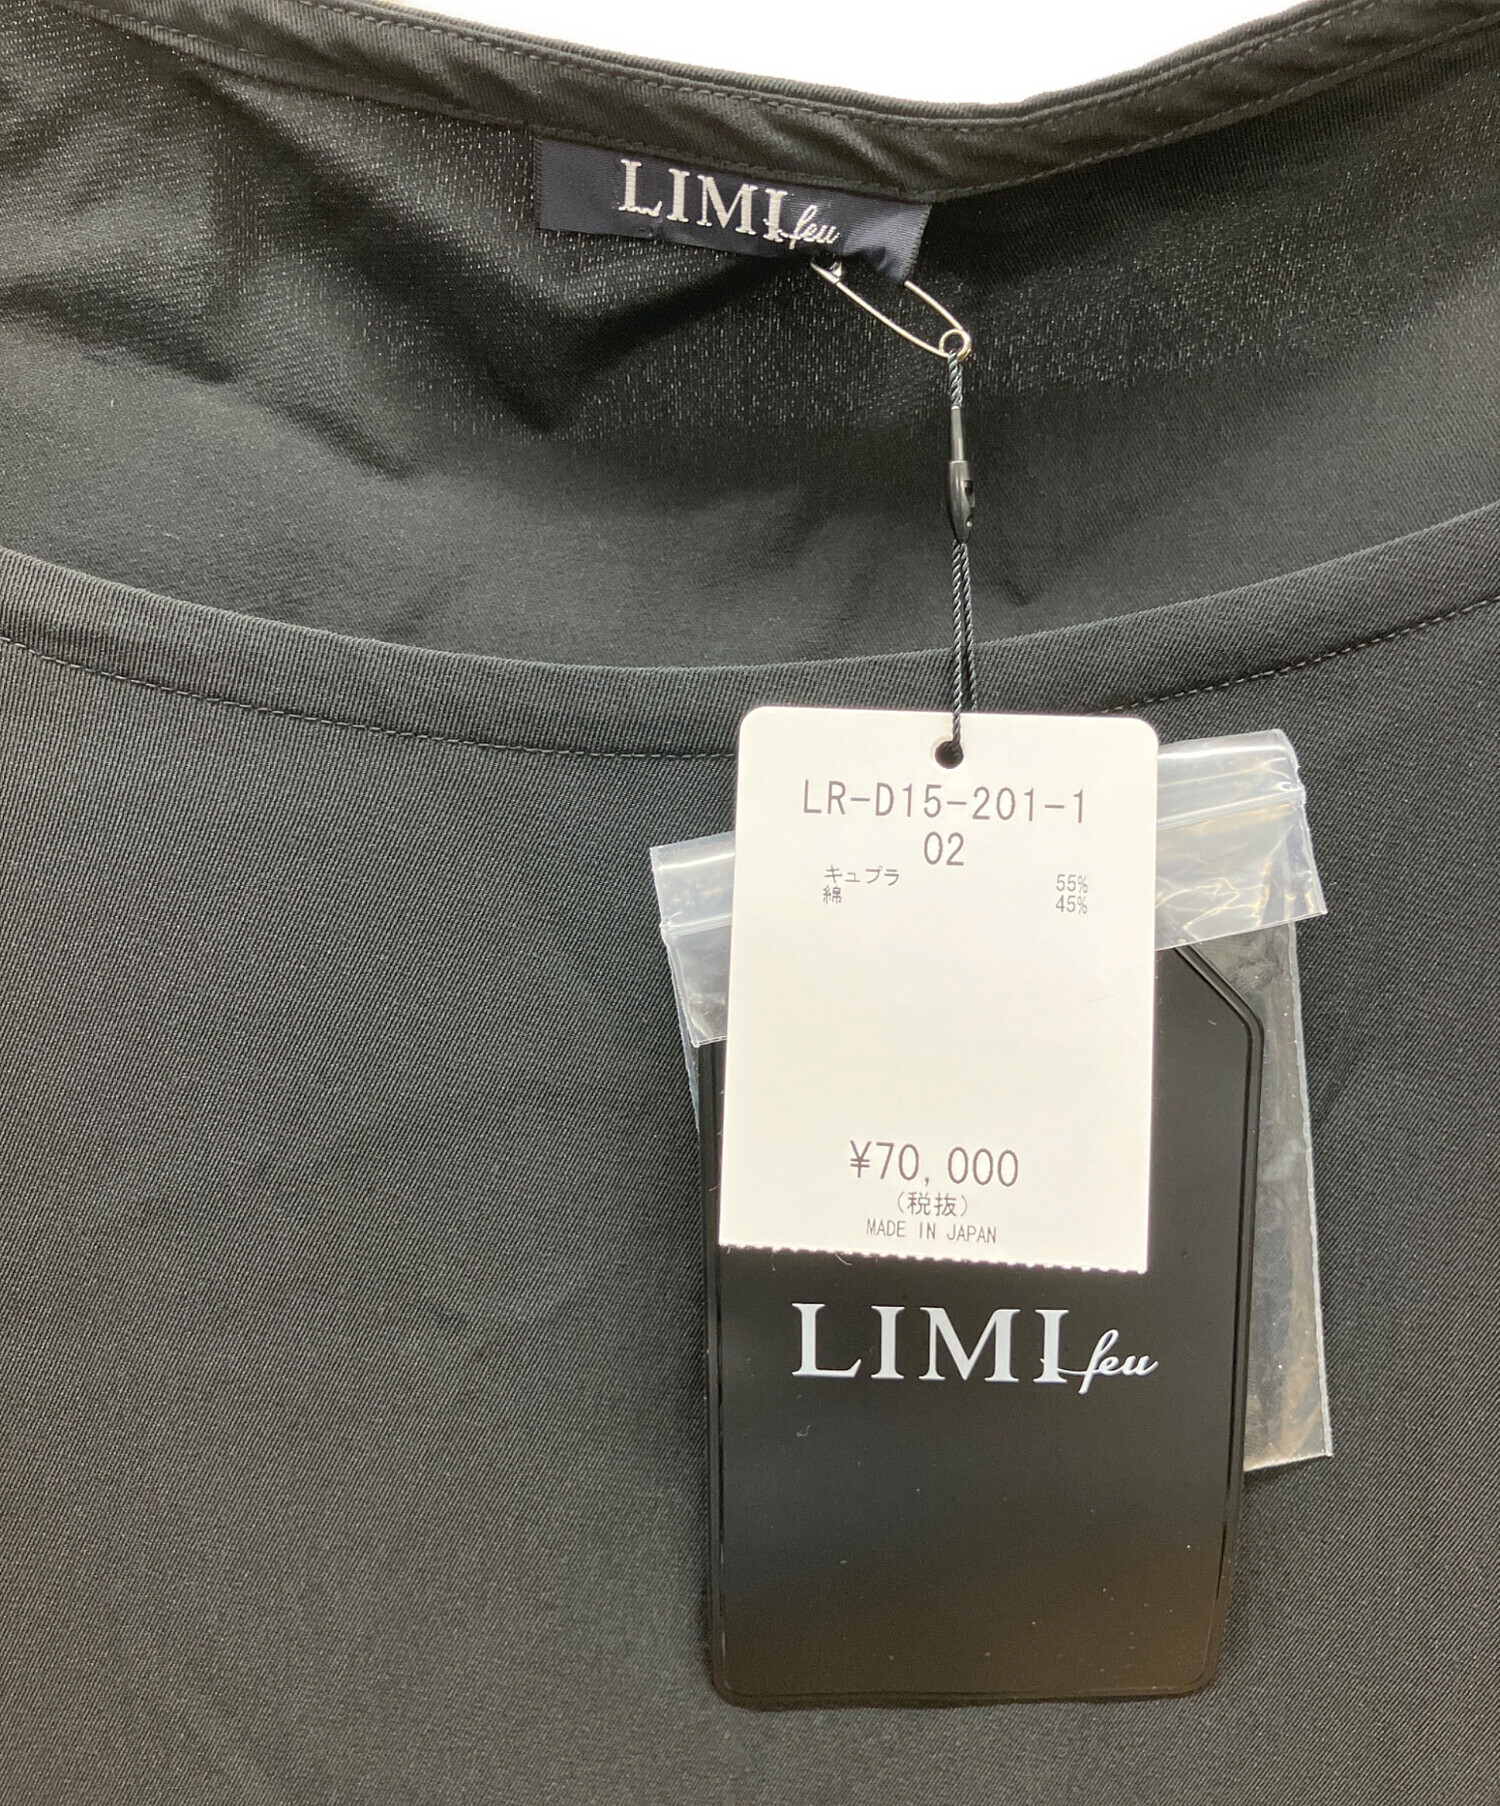 LIMI feu
LR-D15-201-1
02
キュプラ 55%
綿 45%
¥70,000
(税抜)
MADE IN JAPAN
LIMI feu